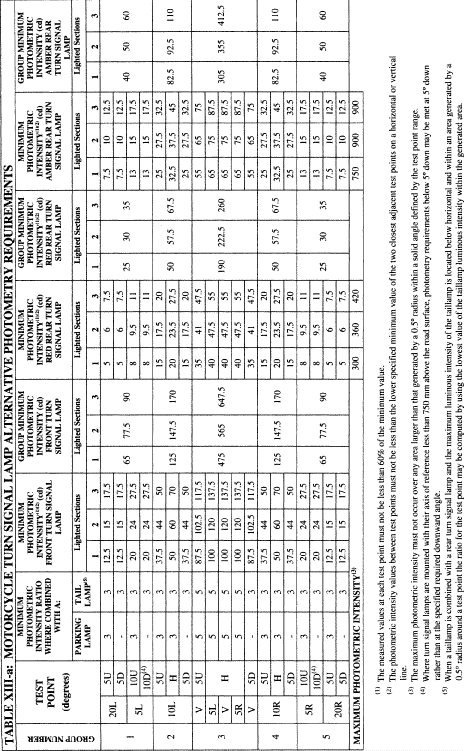 TABLE XIII-a: MOTORCYCLE TURN SIGNAL LAMP ALTERNATIVE PHOTOMETRY REQUIREMENTS
GROUP NUMBER
TEST POINT (degrees)
MINIMUM PHOTOMETRIC INTENSITY RATIO WHERE COMBINED WITH A:
PARKING LAMP TAIL LAMP⁽⁵⁾
MINIMUM PHOTOMETRIC INTENSITY⁽¹⁾⁽²⁾ (cd) FRONT TURN SIGNAL LAMP
GROUP MINIMUM PHOTOMETRIC INTENSITY (cd) FRONT TURN SIGNAL LAMP
MINIMUM PHOTOMETRIC INTENSITY⁽¹⁾⁽²⁾ (cd) RED REAR TURN SIGNAL LAMP
GROUP MINIMUM PHOTOMETRIC INTENSITY (cd) RED REAR TURN SIGNAL LAMP
MINIMUM PHOTOMETRIC INTENSITY⁽¹⁾⁽²⁾ (cd) AMBER REAR TURN SIGNAL LAMP
GROUP MINIMUM PHOTOMETRIC INTENSITY (cd) AMBER REAR TURN SIGNAL LAMP
Lighted Sections Lighted Sections Lighted Sections Lighted Sections Lighted Sections Lighted Sections
1 2 3 1 2 3 1 2 3 1 2 3 1 2 3 1 2 3
1 65 77.5 90 25 30 35 40 50 60
20L 5U 3 3 12.5 15 17.5 5 6 7.5 7.5 10 12.5
5D - 3 12.5 15 17.5 5 6 7.5 7.5 10 12.5
5L 10U 3 3 20 24 27.5 8 9.5 11 13 15 17.5
10D⁽⁴⁾ - 3 20 24 27.5 8 9.5 11 13 15 17.5
2 125 147.5 170 50 57.5 67.5 82.5 92.5 110
10L 5U 3 3 37.5 44 50 15 17.5 20 25 27.5 32.5
H 50 60 70 20 23.5 27.5 32.5 37.5 45
5D - 3 37.5 44 50 15 17.5 20 25 27.5 32.5
3 475 565 647.5 190 222.5 260 305 355 412.5
V 5U 87.5 102.5 117.5 35 41 47.5 55 65 75
5L H 5 5 100 120 137.5 40 47.5 55 65 75 87.5
V 5 5 100 120 137.5 40 47.5 55 65 75 87.5
5R 5 5 100 120 137.5 40 47.5 55 65 75 87.5
V 5D - 87.5 102.5 117.5 35 41 47.5 55 65 75
4 125 147.5 170 50 57.5 67.5 82.5 92.5 110
10R 5U 3 3 37.5 44 50 15 17.5 20 25 27.5 32.5
H 50 60 70 20 23.5 27.5 32.5 37.5 45
5D - 3 37.5 44 50 15 17.5 20 25 27.5 32.5
5 65 77.5 90 25 30 35 40 50 60
5R 10U 3 3 20 24 27.5 8 9.5 11 13 15 17.5
10D⁽⁴⁾ - 3 20 24 27.5 8 9.5 11 13 15 17.5
20R 5U 3 3 12.5 15 17.5 5 6 7.5 7.5 10 12.5
5D - 3 12.5 15 17.5 5 6 7.5 7.5 10 12.5
MAXIMUM PHOTOMETRIC INTENSITY⁽³⁾ 300 360 420 750 900 900
(1) The measured values at each test point must not be less than 60% of the minimum value.
(2) The photometric intensity values between test points must not be less than the lower specified minimum value of the two closest adjacent test points on a horizontal or vertical
line.
(3) The maximum photometric intensity must not occur over any area larger than that generated by a 0.5° radius within a solid angle defined by the test point range.
(4) Where turn signal lamps are mounted with their axis of reference less than 750 mm above the road surface, photometry requirements below 5° down may be met at 5° down
rather than at the specified required downward angle.
(5) When a taillamp is combined with a rear turn signal lamp and the maximum luminous intensity of the taillamp is located below horizontal and within an area generated by a
0.5° radius around a test point the ratio for the test point may be computed by using the lowest value of the taillamp luminous intensity within the generated area.